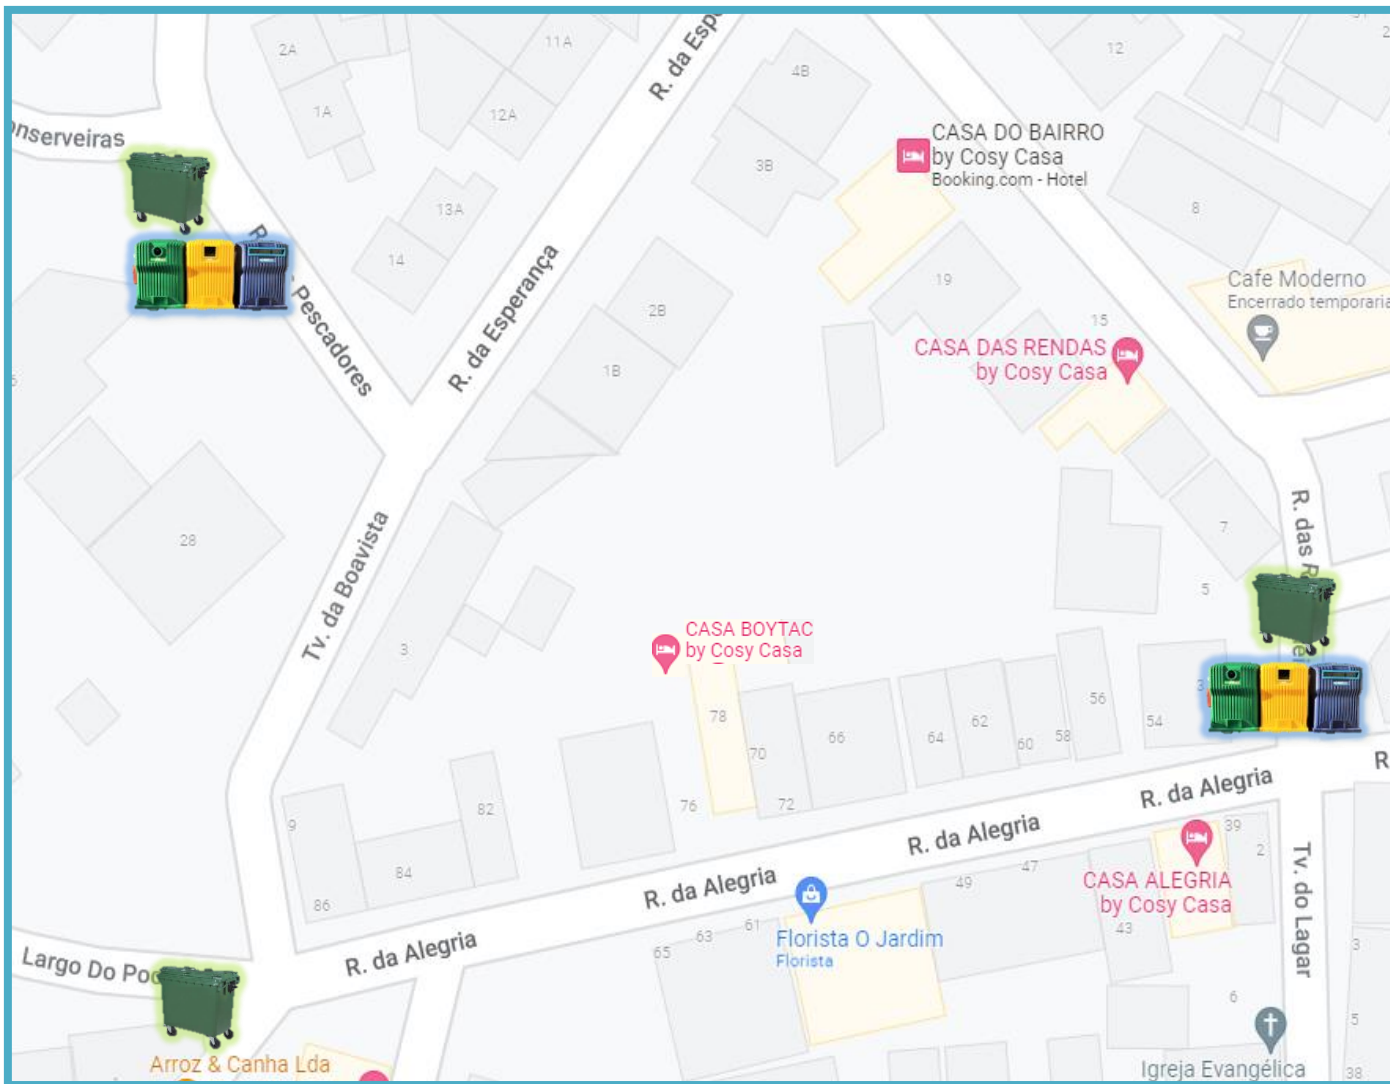 2A
11A
R. da Espe
12
4B
1A
12A
onserveiras
CASA DO BAIRRO
by Cosy Casa
Booking.com - Hotel
3B
13A
8
14
R. da Esperança
19
Cafe Moderno
Encerrado temporaria
Pescadores
2B
15
CASA DAS RENDAS
by Cosy Casa
1B
28
Tv. da Boavista
R. das R
7
5
3
CASA BOYTAC
by Cosy Casa
78
70
66
64
62
60
58
56
54
3
76
72
82
9
84
86
R. da Alegria
R. da Alegria
R. da Alegria
R. da Alegria
R
39
2
CASA ALEGRIA
by Cosy Casa
49
47
43
Tv. do Lagar
61
63
65
Florista O Jardim
Florista
Largo Do Po
3
6
5
Arroz & Canha Lda
Igreja Evangélica
38